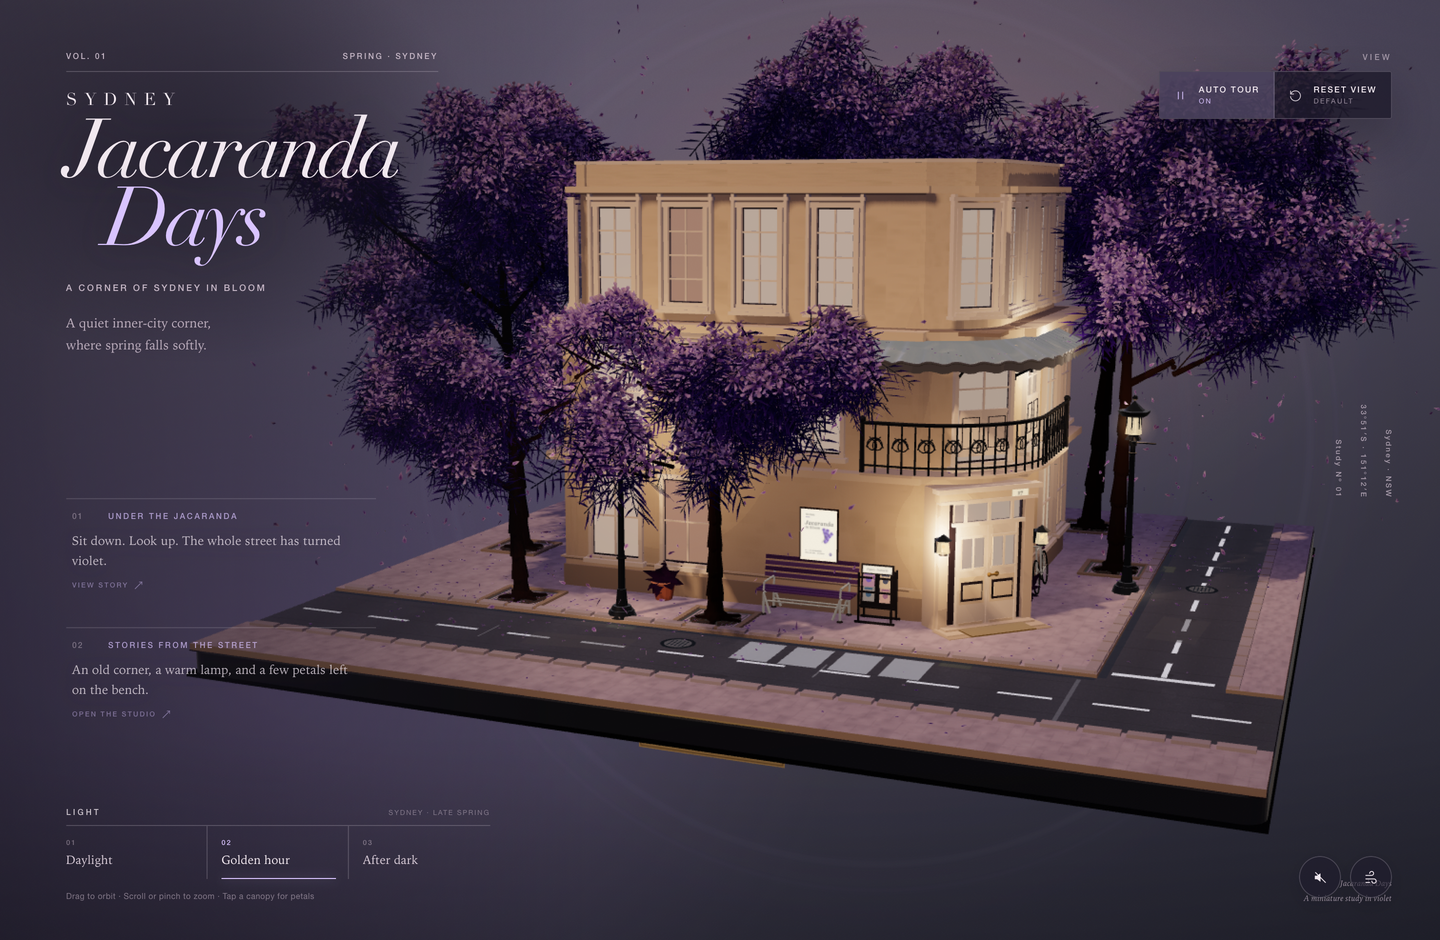 VOL. 01
SPRING · SYDNEY
SYDNEY
Jacaranda
Days
A CORNER OF SYDNEY IN BLOOM
A quiet inner-city corner,
where spring falls softly.
01 UNDER THE JACARANDA
Sit down. Look up. The whole street has turned
violet.
VIEW STORY
02 STORIES FROM THE STREET
An old corner, a warm lamp, and a few petals left
on the bench.
OPEN THE STUDIO
LIGHT
SYDNEY · LATE SPRING
01
Daylight
02
Golden hour
03
After dark
Drag to orbit · Scroll or pinch to zoom · Tap a canopy for petals
VIEW
AUTO TOUR
ON
RESET VIEW
DEFAULT
Sydney · NSW
33°51′S · 151°12′E
Study Nº 01
Jacaranda
Jacaranda Days
A miniature study in violet